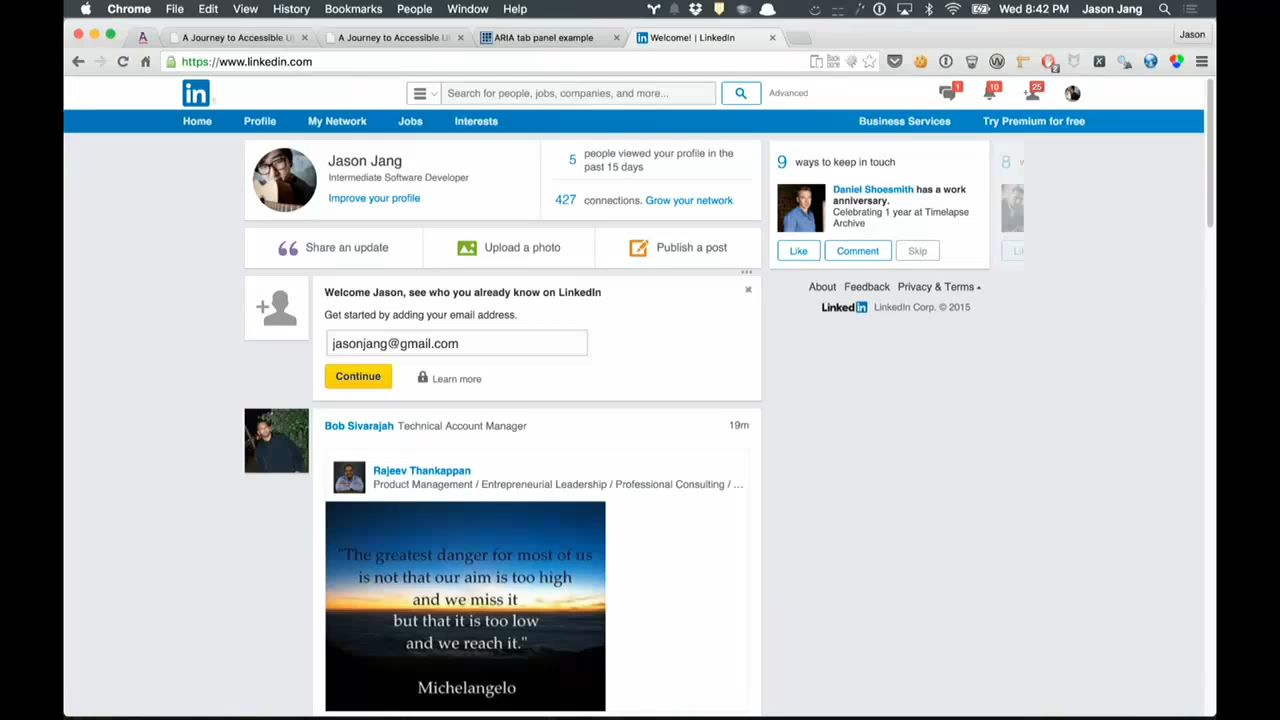 Chrome File Edit View History Bookmarks People Window Help Wed 8:42 PM Jason Jang
A Journey to Accessible UI A Journey to Accessible UI ARIA tab panel example Welcome! | LinkedIn Jason
https://www.linkedin.com
in Search for people, jobs, companies, and more... Advanced 1 10 25
Home Profile My Network Jobs Interests Business Services Try Premium for free
Jason Jang
Intermediate Software Developer
Improve your profile
5 people viewed your profile in the
past 15 days
427 connections. Grow your network
9 ways to keep in touch
Daniel Shoesmith has a work
anniversary.
Celebrating 1 year at Timelapse
Archive
Like Comment Skip
8
Share an update Upload a photo Publish a post
About Feedback Privacy & Terms
Linked in LinkedIn Corp. © 2015
Welcome Jason, see who you already know on LinkedIn
Get started by adding your email address.
jasonjang@gmail.com
Continue Learn more
Bob Sivarajah Technical Account Manager 19m
Rajeev Thankappan
Product Management / Entrepreneurial Leadership / Professional Consulting / ...
"The greatest danger for most of us
is not that our aim is too high
and we miss it
but that it is too low
and we reach it."
Michelangelo